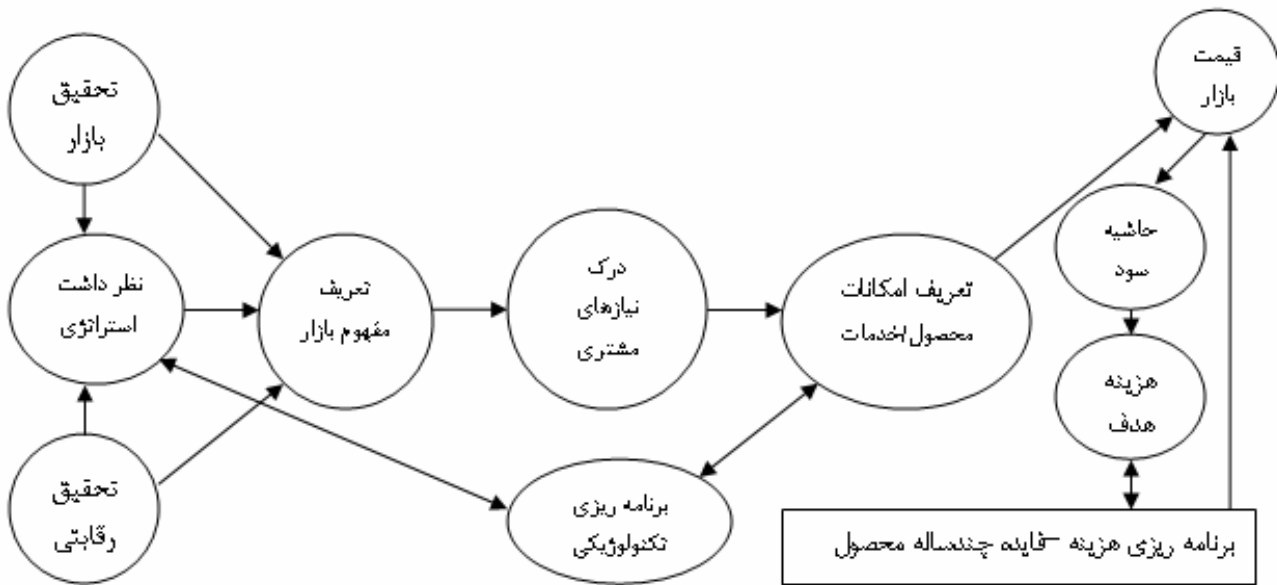 تحقیق
بازار
نظر داشت
استراتژی
تحقیق
رقابتی
تعریف
مفهوم بازار
درک
نیازهای
مشتری
برنامه ریزی
تکنولوژیکی
تعریف امکانات
محصول/خدمات
قیمت
بازار
حاشیه
سود
هزینه
هدف
برنامه ریزی هزینه –فایده چندساله محصول